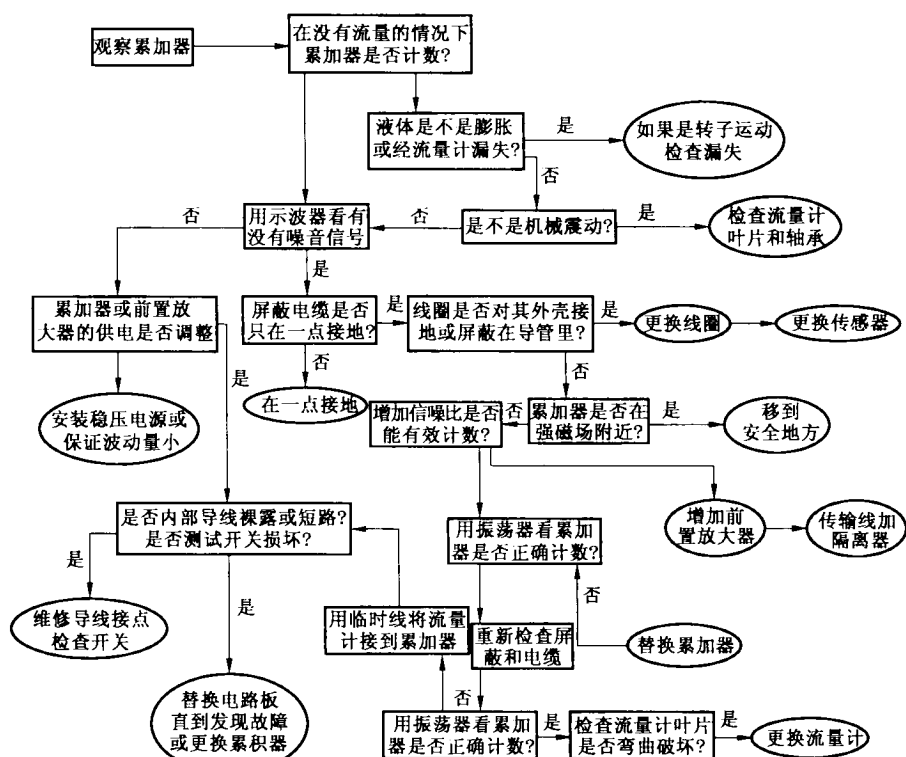 观察累加器
在没有流量的情况下
累加器是否计数?
液体是不是膨胀
或经流量计漏失?
是
如果是转子运动
检查漏失
否
否
用示波器看有
没有噪音信号
否
是不是机械震动?
是
检查流量计
叶片和轴承
是
累加器或前置放
大器的供电是否调整
屏蔽电缆是否
只在一点接地?
是
线圈是否对其外壳接
地或屏蔽在导管里?
是
更换线圈
更换传感器
是
否
否
安装稳压电源或
保证波动量小
在一点接地
增加信噪比是否
能有效计数?
否
累加器是否在
强磁场附近?
是
移到
安全地方
是否内部导线裸露或短路?
是否测试开关损坏?
用振荡器看累加
器是否正确计数?
增加前
置放大器
传输线加
隔离器
是
是
否
维修导线接点
检查开关
用临时线将流量
计接到累加器
重新检查屏
蔽和电缆
替换累加器
替换电路板
直到发现故障
或更换累积器
否
用振荡器看累加
器是否正确计数?
是
检查流量计叶片
是否弯曲破坏?
是
更换流量计